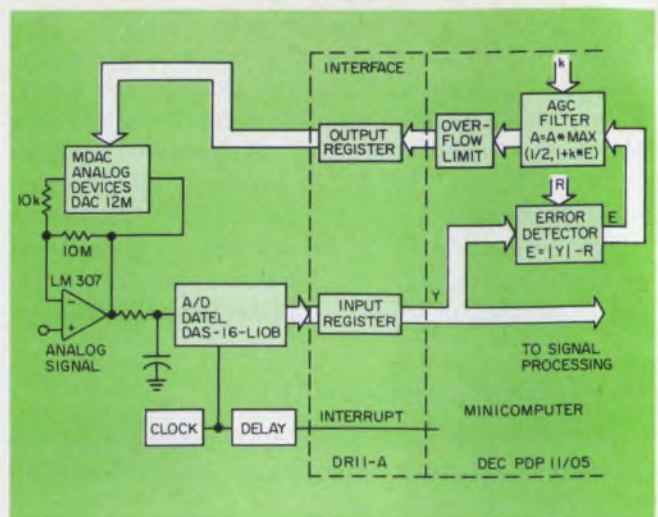 INTERFACE
k
MDAC
ANALOG
DEVICES
DAC 12M
OUTPUT
REGISTER
OVER-
FLOW
LIMIT
AGC
FILTER
A=A*MAX
(1/2,1+k*E)
10k
10M
R
ERROR
DETECTOR
E=|Y|-R
E
LM 307
A/D
DATEL
DAS-16-L10B
INPUT
REGISTER
Y
ANALOG
SIGNAL
TO SIGNAL
PROCESSING
CLOCK
DELAY
INTERRUPT
MINICOMPUTER
DR11-A
DEC PDP 11/05